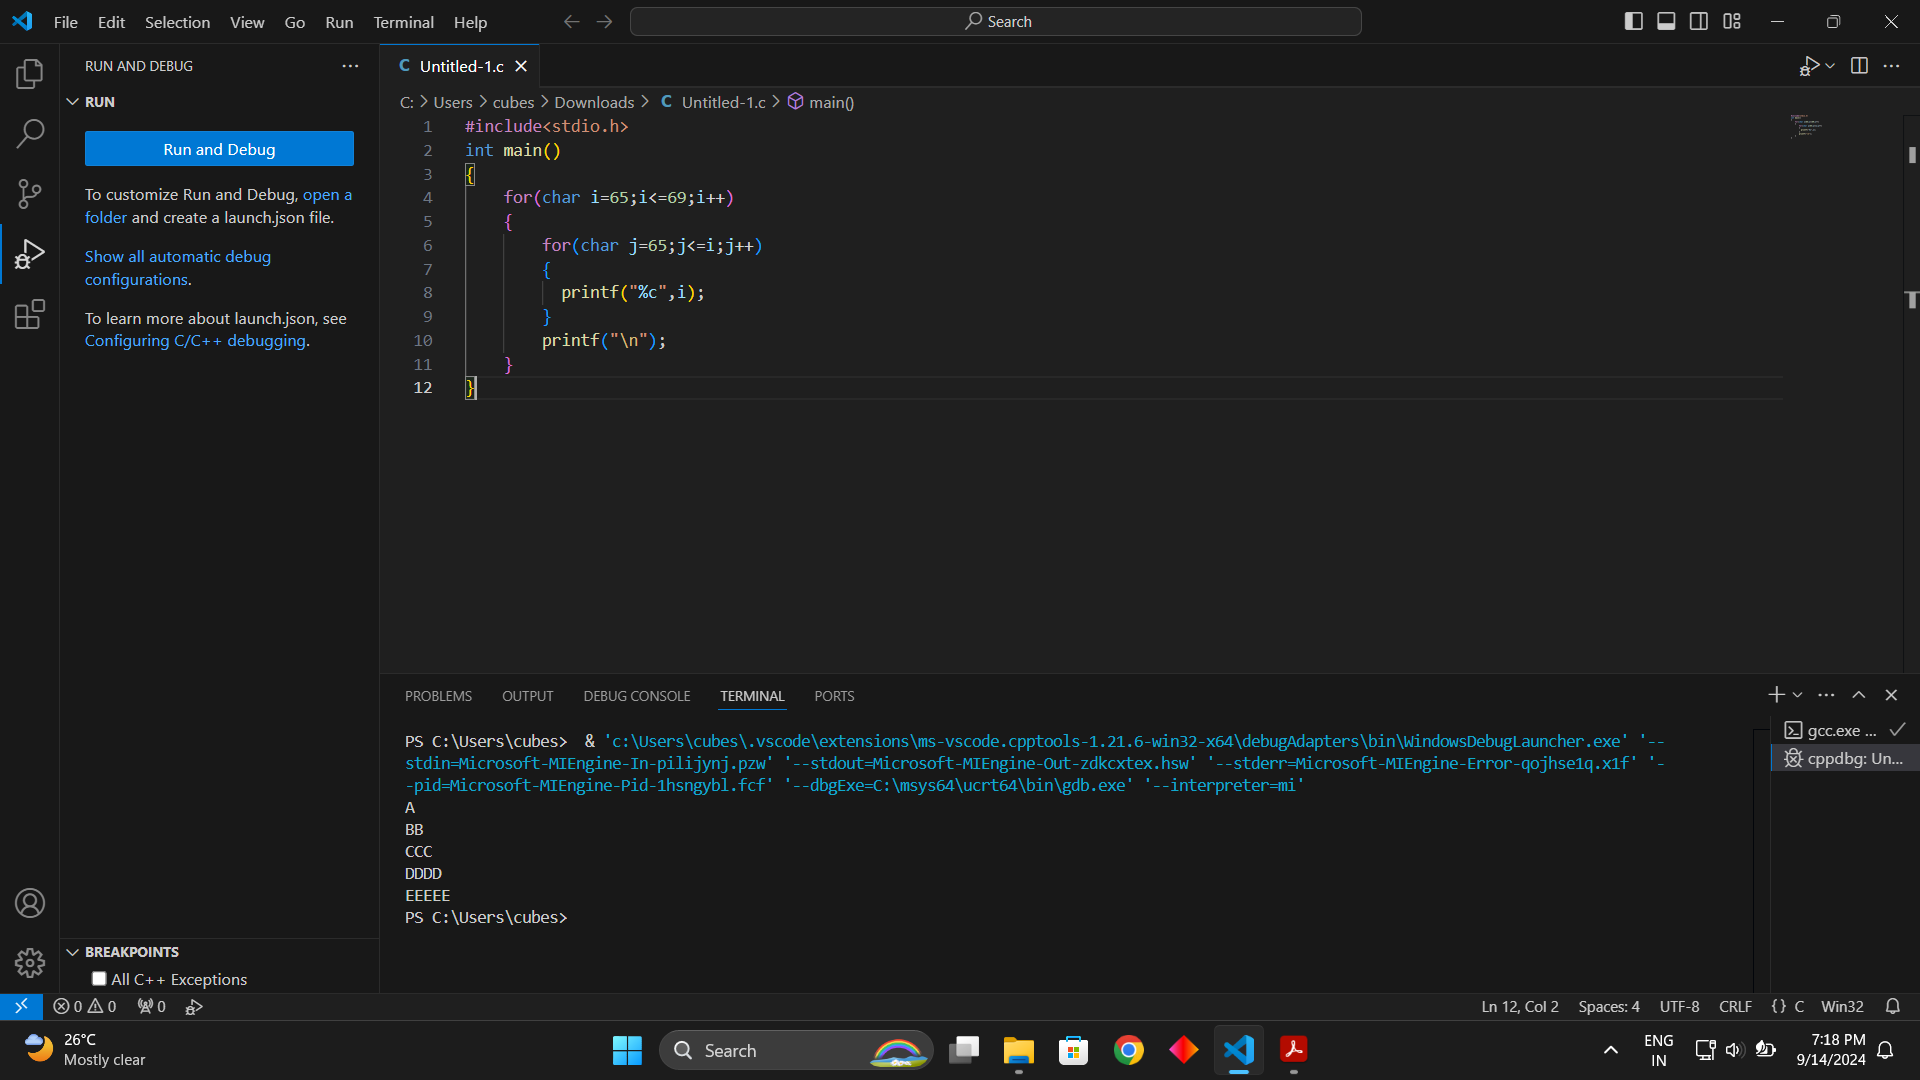 File Edit Selection View Go Run Terminal Help
Search
RUN AND DEBUG
RUN
Run and Debug
To customize Run and Debug, open a
folder and create a launch.json file.
Show all automatic debug
configurations.
To learn more about launch.json, see
Configuring C/C++ debugging.
BREAKPOINTS
All C++ Exceptions
C Untitled-1.c
C: > Users > cubes > Downloads > C Untitled-1.c > main()
1 #include<stdio.h>
2 int main()
3 {
4 for(char i=65;i<=69;i++)
5 {
6 for(char j=65;j<=i;j++)
7 {
8 printf("%c",i);
9 }
10 printf("\n");
11 }
12 }
PROBLEMS OUTPUT DEBUG CONSOLE TERMINAL PORTS
PS C:\Users\cubes>  & 'c:\Users\cubes\.vscode\extensions\ms-vscode.cpptools-1.21.6-win32-x64\debugAdapters\bin\WindowsDebugLauncher.exe' '--
stdin=Microsoft-MIEngine-In-pilijynj.pzw' '--stdout=Microsoft-MIEngine-Out-zdkcxtex.hsw' '--stderr=Microsoft-MIEngine-Error-qojhse1q.x1f' '-
-pid=Microsoft-MIEngine-Pid-1hsngybl.fcf' '--dbgExe=C:\msys64\ucrt64\bin\gdb.exe' '--interpreter=mi'
A
BB
CCC
DDDD
EEEEE
PS C:\Users\cubes>
gcc.exe ...
cppdbg: Un...
0 0 0
Ln 12, Col 2 Spaces: 4 UTF-8 CRLF {} C Win32
26°C
Mostly clear
Search
ENG
IN
7:18 PM
9/14/2024